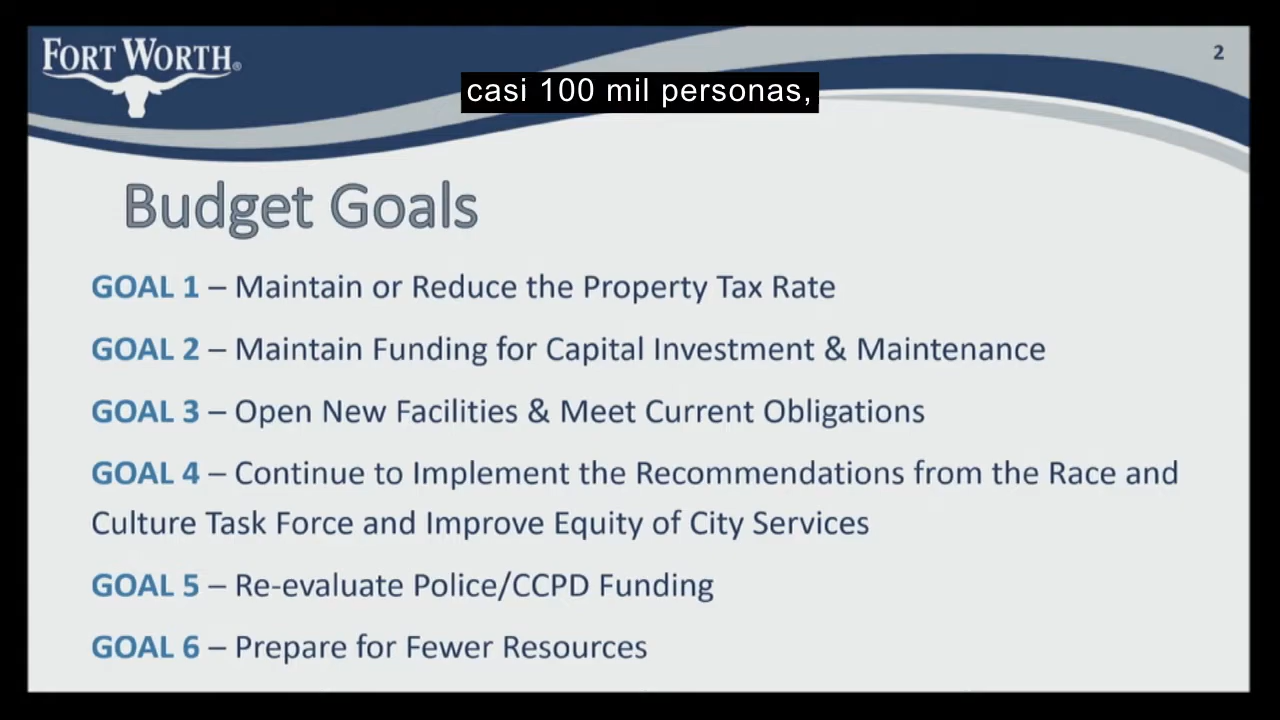 FORT WORTH®
2
casi 100 mil personas,
Budget Goals
GOAL 1 – Maintain or Reduce the Property Tax Rate
GOAL 2 – Maintain Funding for Capital Investment & Maintenance
GOAL 3 – Open New Facilities & Meet Current Obligations
GOAL 4 – Continue to Implement the Recommendations from the Race and
Culture Task Force and Improve Equity of City Services
GOAL 5 – Re-evaluate Police/CCPD Funding
GOAL 6 – Prepare for Fewer Resources